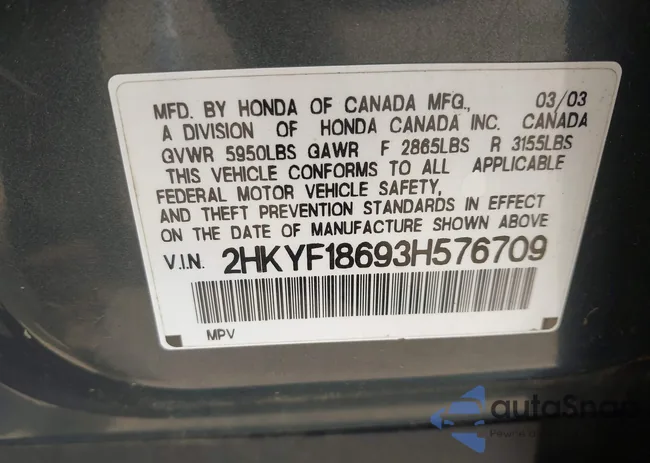 MFD. BY HONDA OF CANADA MFG., 03/03
A DIVISION OF HONDA CANADA INC. CANADA
GVWR 5950LBS GAWR F 2865LBS R 3155LBS
THIS VEHICLE CONFORMS TO ALL APPLICABLE
FEDERAL MOTOR VEHICLE SAFETY,
AND THEFT PREVENTION STANDARDS IN EFFECT
ON THE DATE OF MANUFACTURE SHOWN ABOVE
V.I.N. 2HKYF18693H576709
MPV